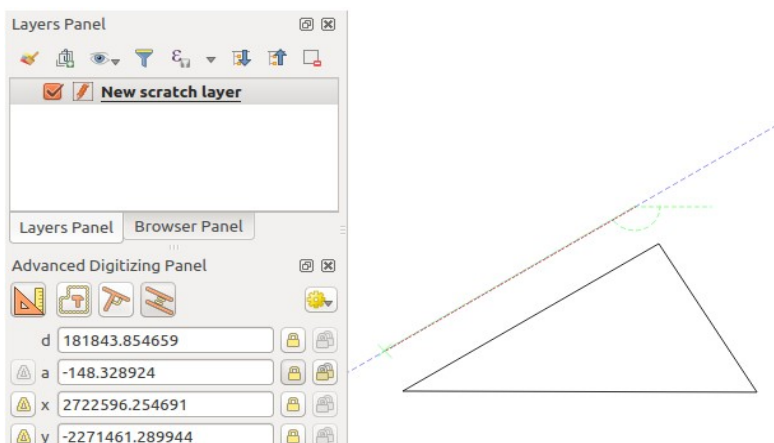 Layers Panel
New scratch layer
Layers Panel Browser Panel
Advanced Digitizing Panel
d 181843.854659
a -148.328924
x 2722596.254691
y -2271461.289944